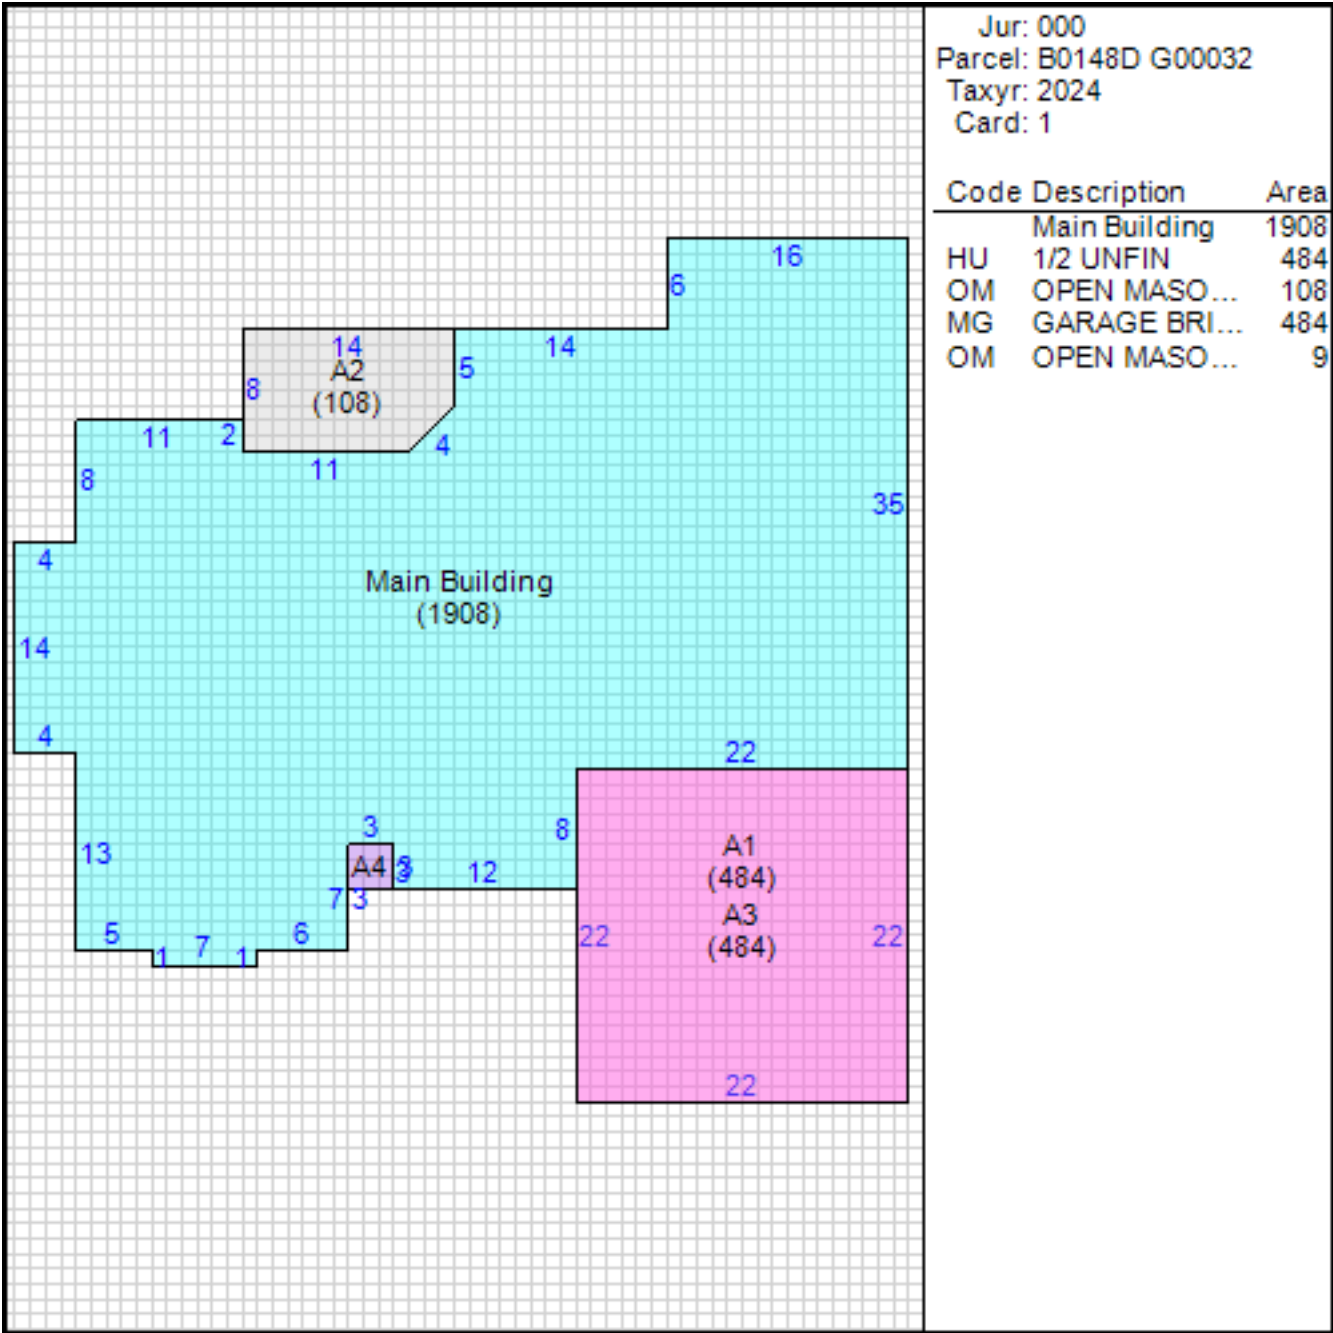 Jur: 000
Parcel: B0148D G00032
Taxyr: 2024
Card: 1
Code Description Area
Main Building 1908
HU 1/2 UNFIN 484
OM OPEN MASO... 108
MG GARAGE BRI... 484
OM OPEN MASO... 9
16
6
14
14
A2
5
8
(108)
11
2
4
11
8
35
4
Main Building
(1908)
14
4
22
3
8
A1
13
A4
12
(484)
7
3
A3
5
7
6
22
22
(484)
1
1
22